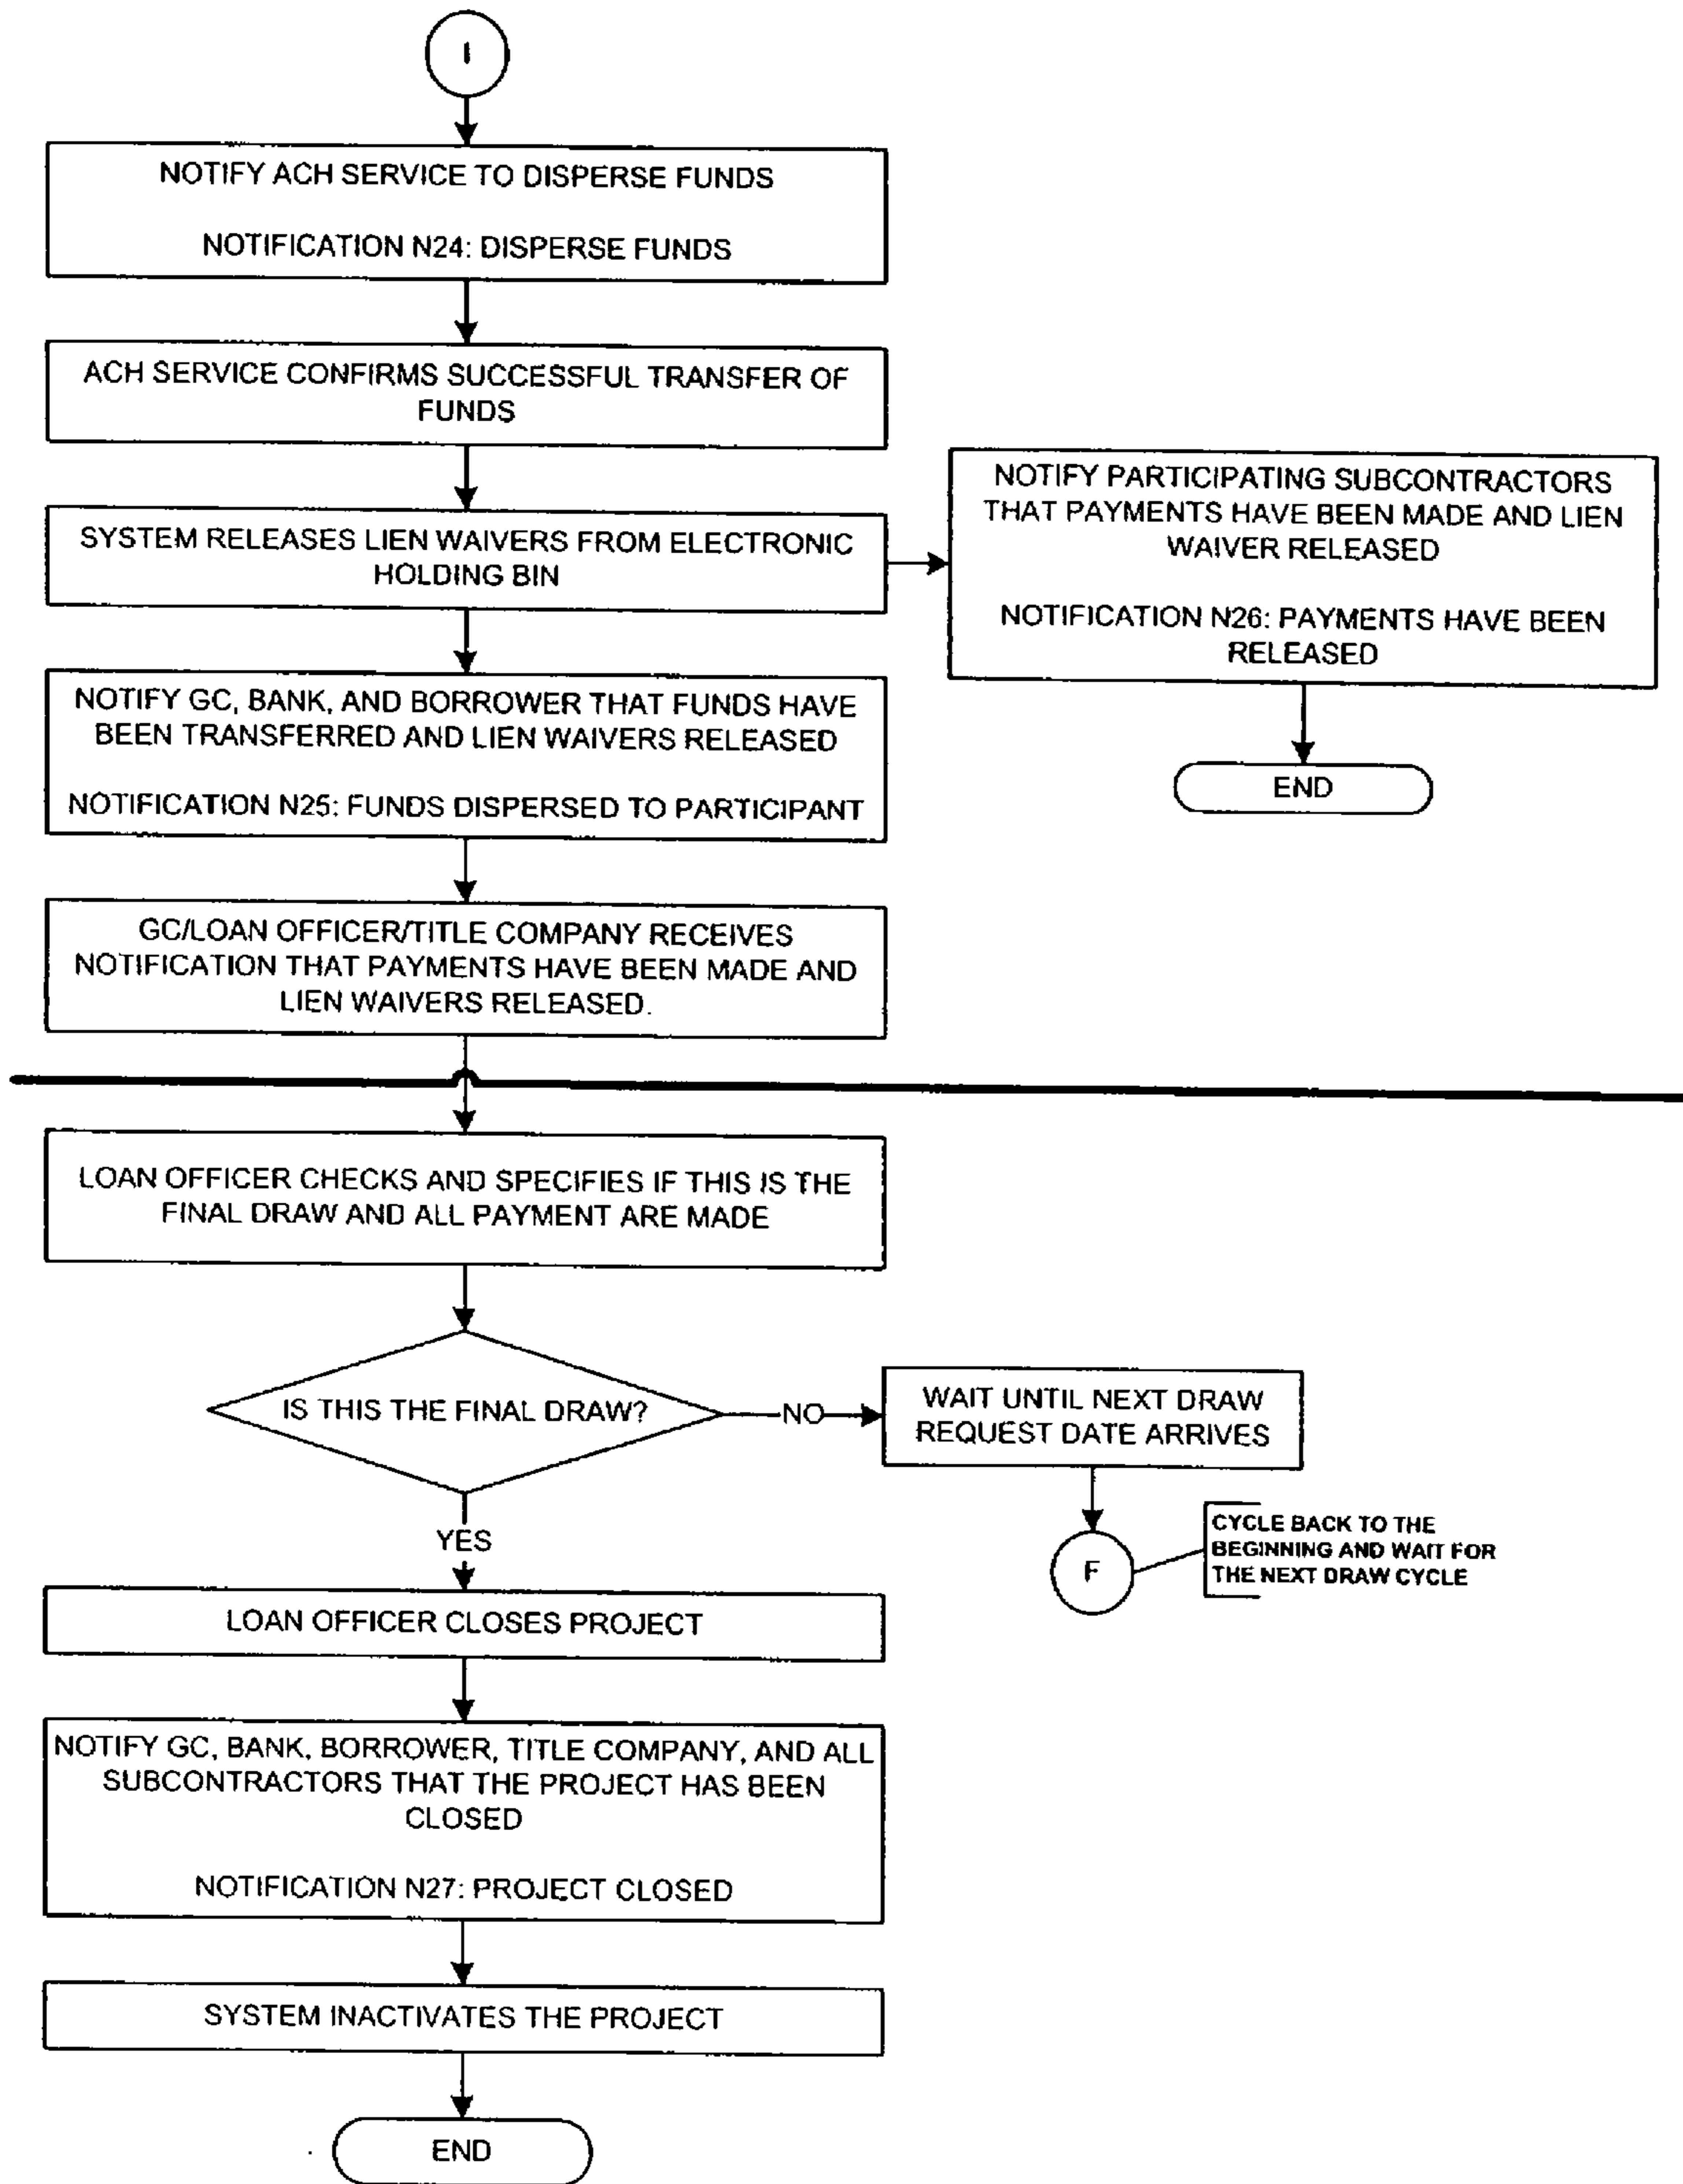 I
NOTIFY ACH SERVICE TO DISPERSE FUNDS
NOTIFICATION N24: DISPERSE FUNDS
ACH SERVICE CONFIRMS SUCCESSFUL TRANSFER OF
FUNDS
SYSTEM RELEASES LIEN WAIVERS FROM ELECTRONIC
HOLDING BIN
NOTIFY PARTICIPATING SUBCONTRACTORS
THAT PAYMENTS HAVE BEEN MADE AND LIEN
WAIVER RELEASED
NOTIFICATION N26: PAYMENTS HAVE BEEN
RELEASED
END
NOTIFY GC, BANK, AND BORROWER THAT FUNDS HAVE
BEEN TRANSFERRED AND LIEN WAIVERS RELEASED
NOTIFICATION N25: FUNDS DISPERSED TO PARTICIPANT
GC/LOAN OFFICER/TITLE COMPANY RECEIVES
NOTIFICATION THAT PAYMENTS HAVE BEEN MADE AND
LIEN WAIVERS RELEASED.
LOAN OFFICER CHECKS AND SPECIFIES IF THIS IS THE
FINAL DRAW AND ALL PAYMENT ARE MADE
IS THIS THE FINAL DRAW?
NO
WAIT UNTIL NEXT DRAW
REQUEST DATE ARRIVES
F
CYCLE BACK TO THE
BEGINNING AND WAIT FOR
THE NEXT DRAW CYCLE
YES
LOAN OFFICER CLOSES PROJECT
NOTIFY GC, BANK, BORROWER, TITLE COMPANY, AND ALL
SUBCONTRACTORS THAT THE PROJECT HAS BEEN
CLOSED
NOTIFICATION N27: PROJECT CLOSED
SYSTEM INACTIVATES THE PROJECT
END